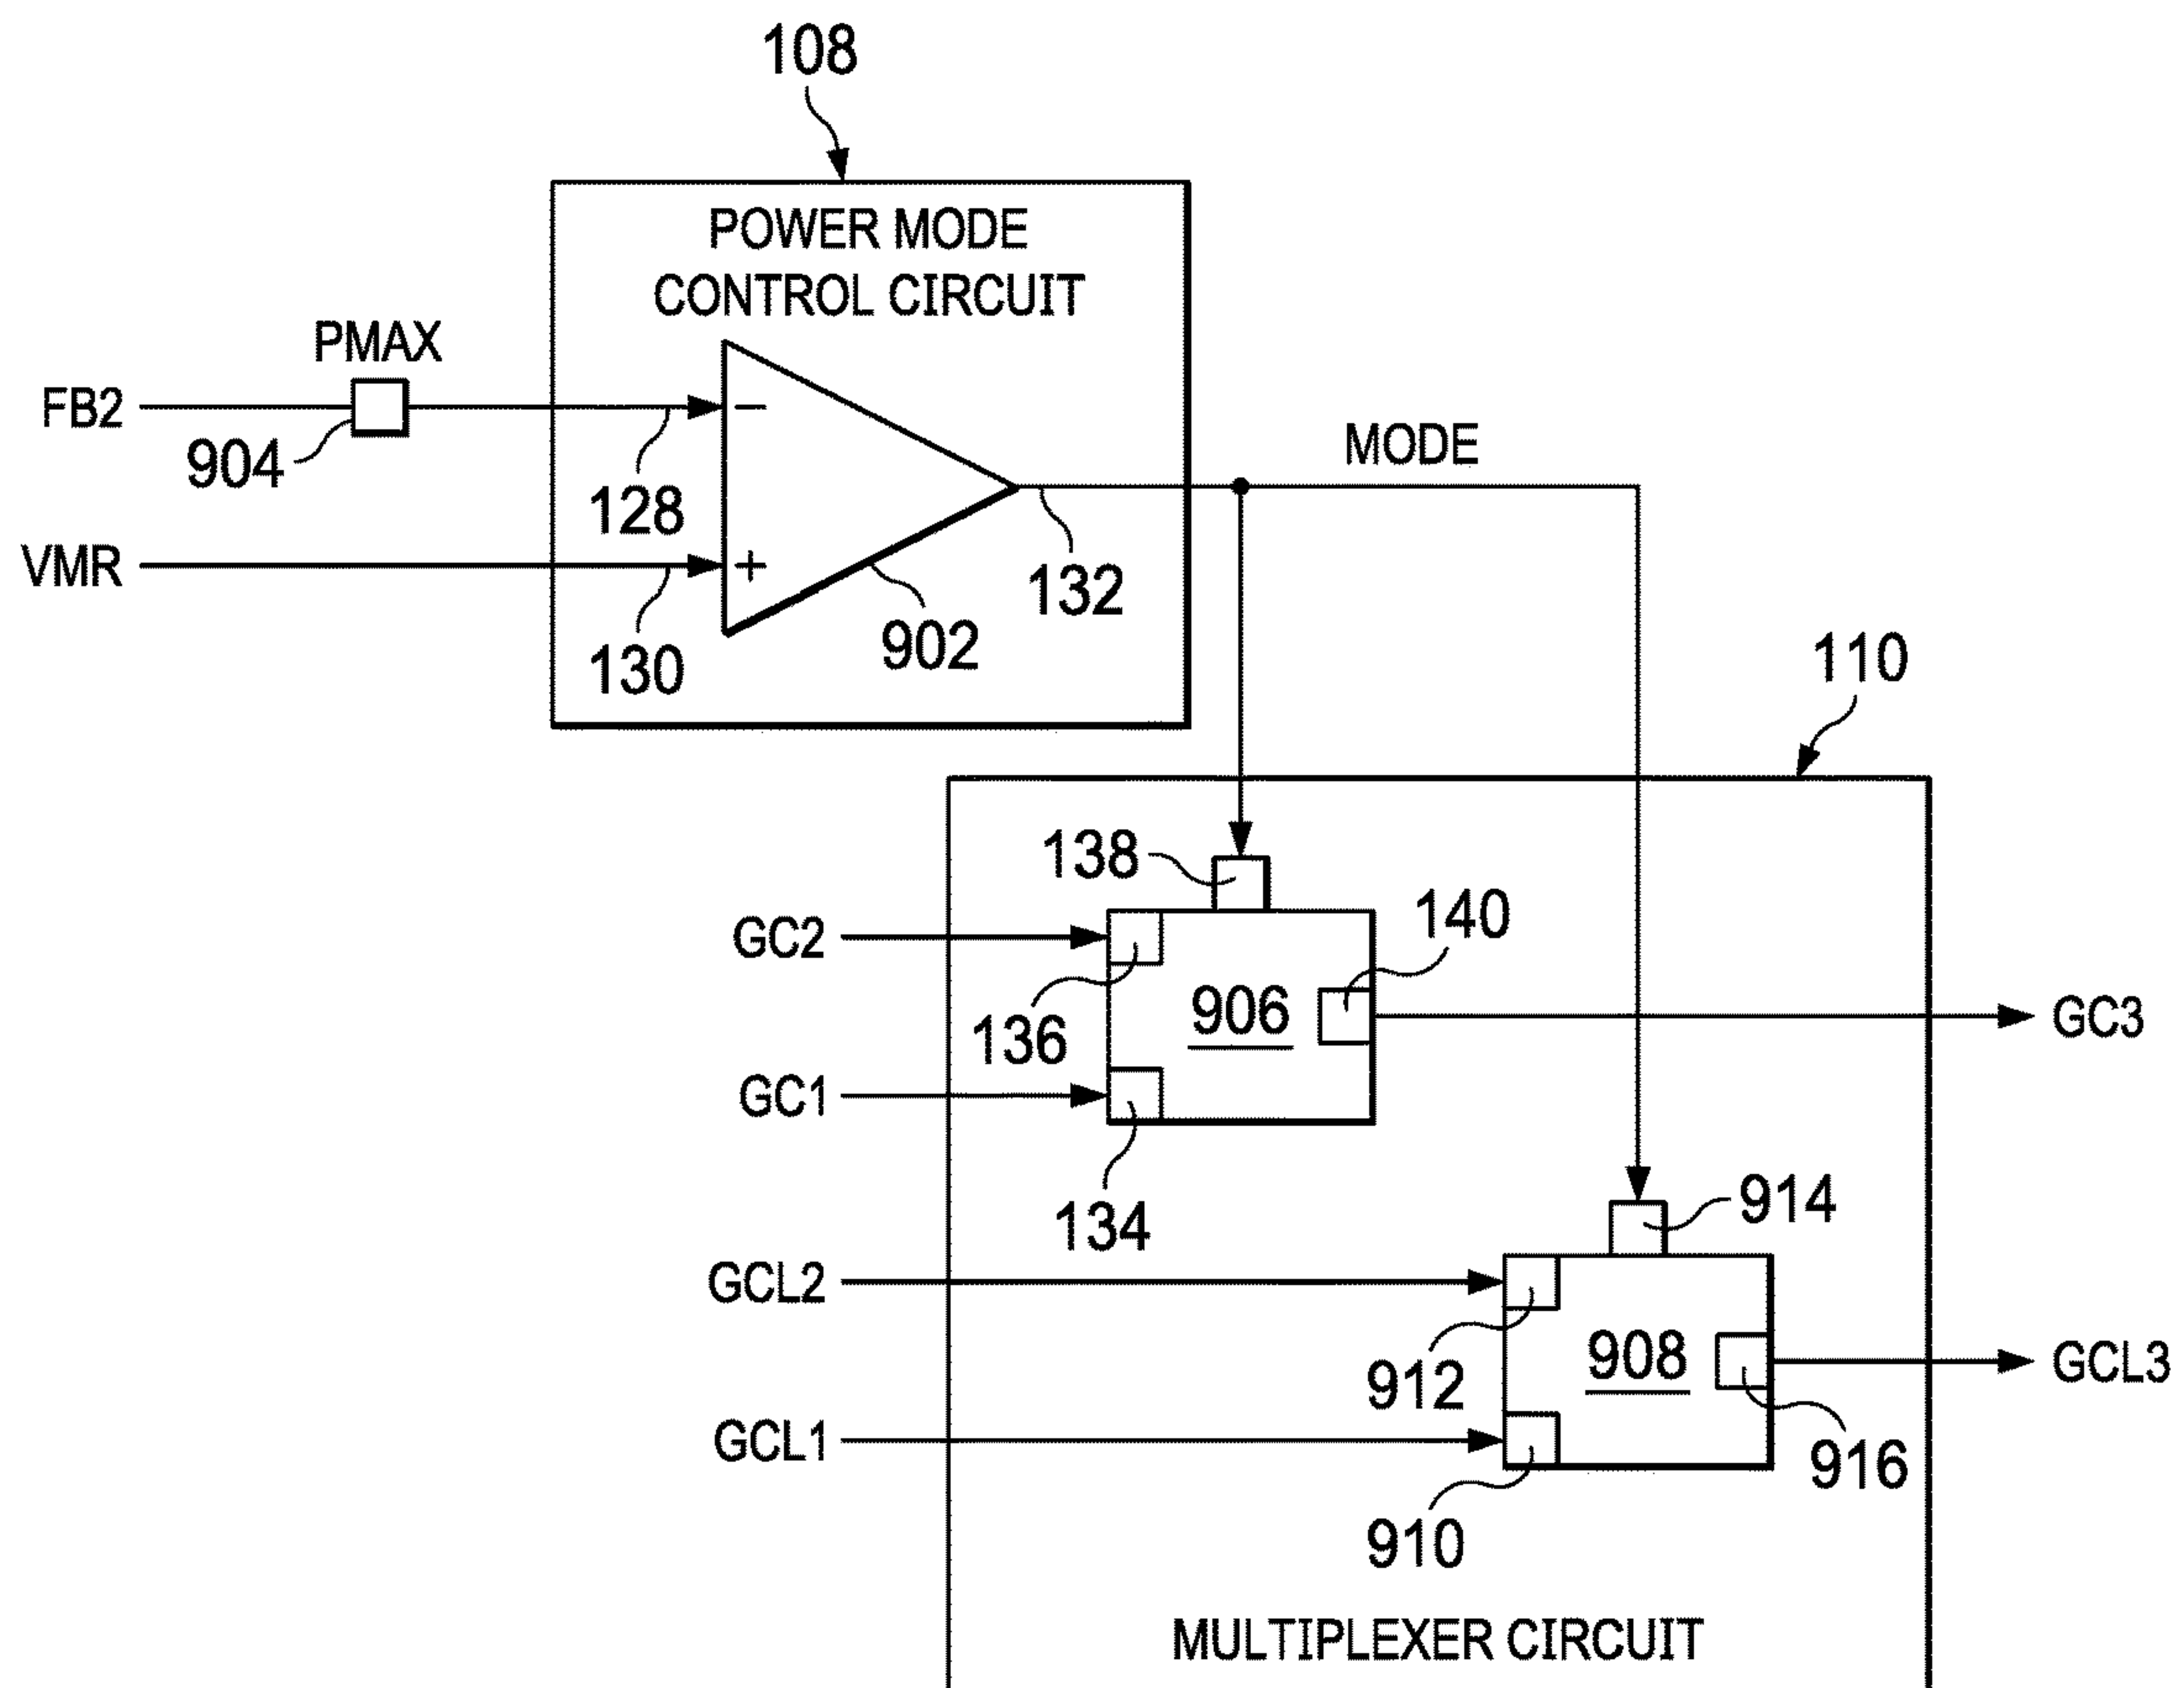 108
POWER MODE
CONTROL CIRCUIT
PMAX
FB2
904
128
−
MODE
VMR
+
132
130
902
110
138
GC2
140
136
906
GC3
GC1
134
914
GCL2
912
908
GCL3
GCL1
916
910
MULTIPLEXER CIRCUIT